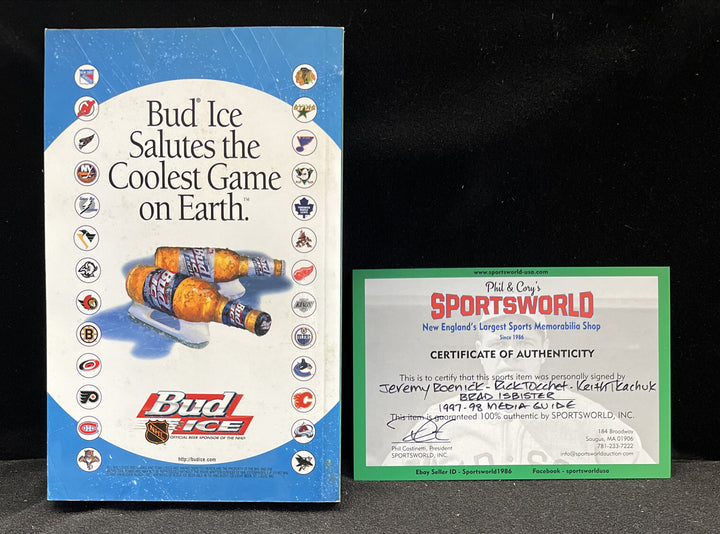 Bud® Ice
Salutes the
Coolest Game
on Earth.™
Bud
ICE
NHL
OFFICIAL BEER SPONSOR OF THE NHL®
http://budice.com
www.sportsworld-usa.com
Phil & Cory's
SPORTSWORLD
New England's Largest Sports Memorabilia Shop
Since 1986
CERTIFICATE OF AUTHENTICITY
This is to certify that this sports item was personally signed by
Jeremy Roenick - Rick Tocchet - Keith Tkachuk
BRAD ISBISTER
1997-98 MEDIA GUIDE
This item is guaranteed 100% authentic by SPORTSWORLD, INC.
Phil Castinetti, President
SPORTSWORLD, INC.
184 Broadway
Saugus, MA 01906
781-233-7222
info@sportsworldauction.com
Ebay Seller ID - Sportsworld1986
Facebook - sportsworldusa